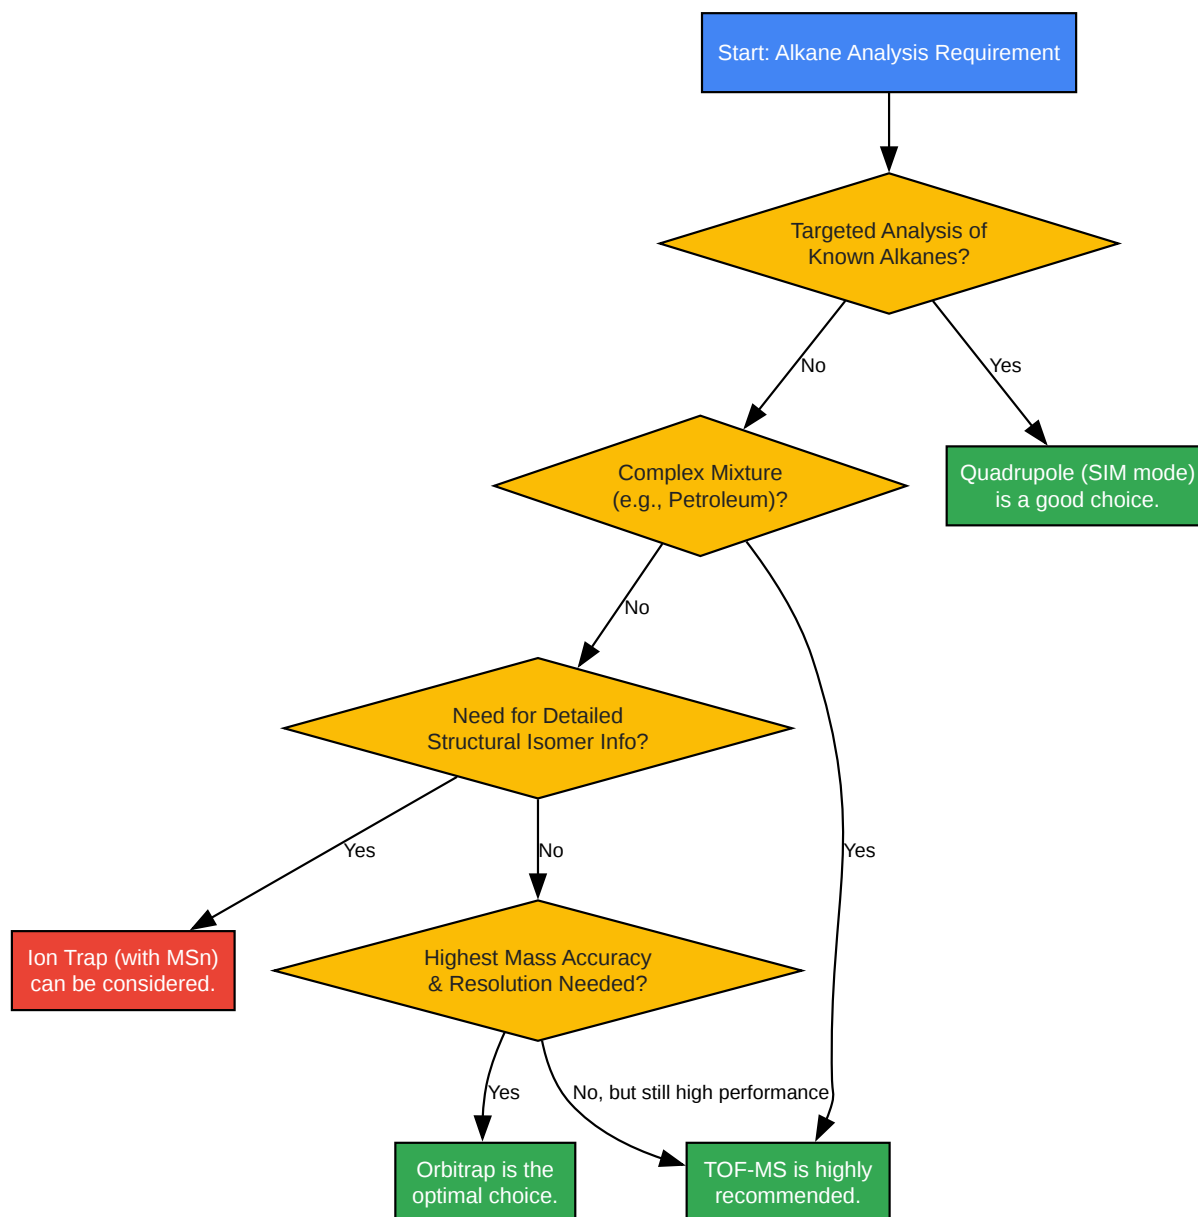 Start: Alkane Analysis Requirement
Targeted Analysis of
Known Alkanes?
No
Yes
Complex Mixture
(e.g., Petroleum)?
Quadrupole (SIM mode)
is a good choice.
No
Need for Detailed
Structural Isomer Info?
Yes
No
Yes
Ion Trap (with MSn)
can be considered.
Highest Mass Accuracy
& Resolution Needed?
Yes
No, but still high performance
Orbitrap is the
optimal choice.
TOF-MS is highly
recommended.